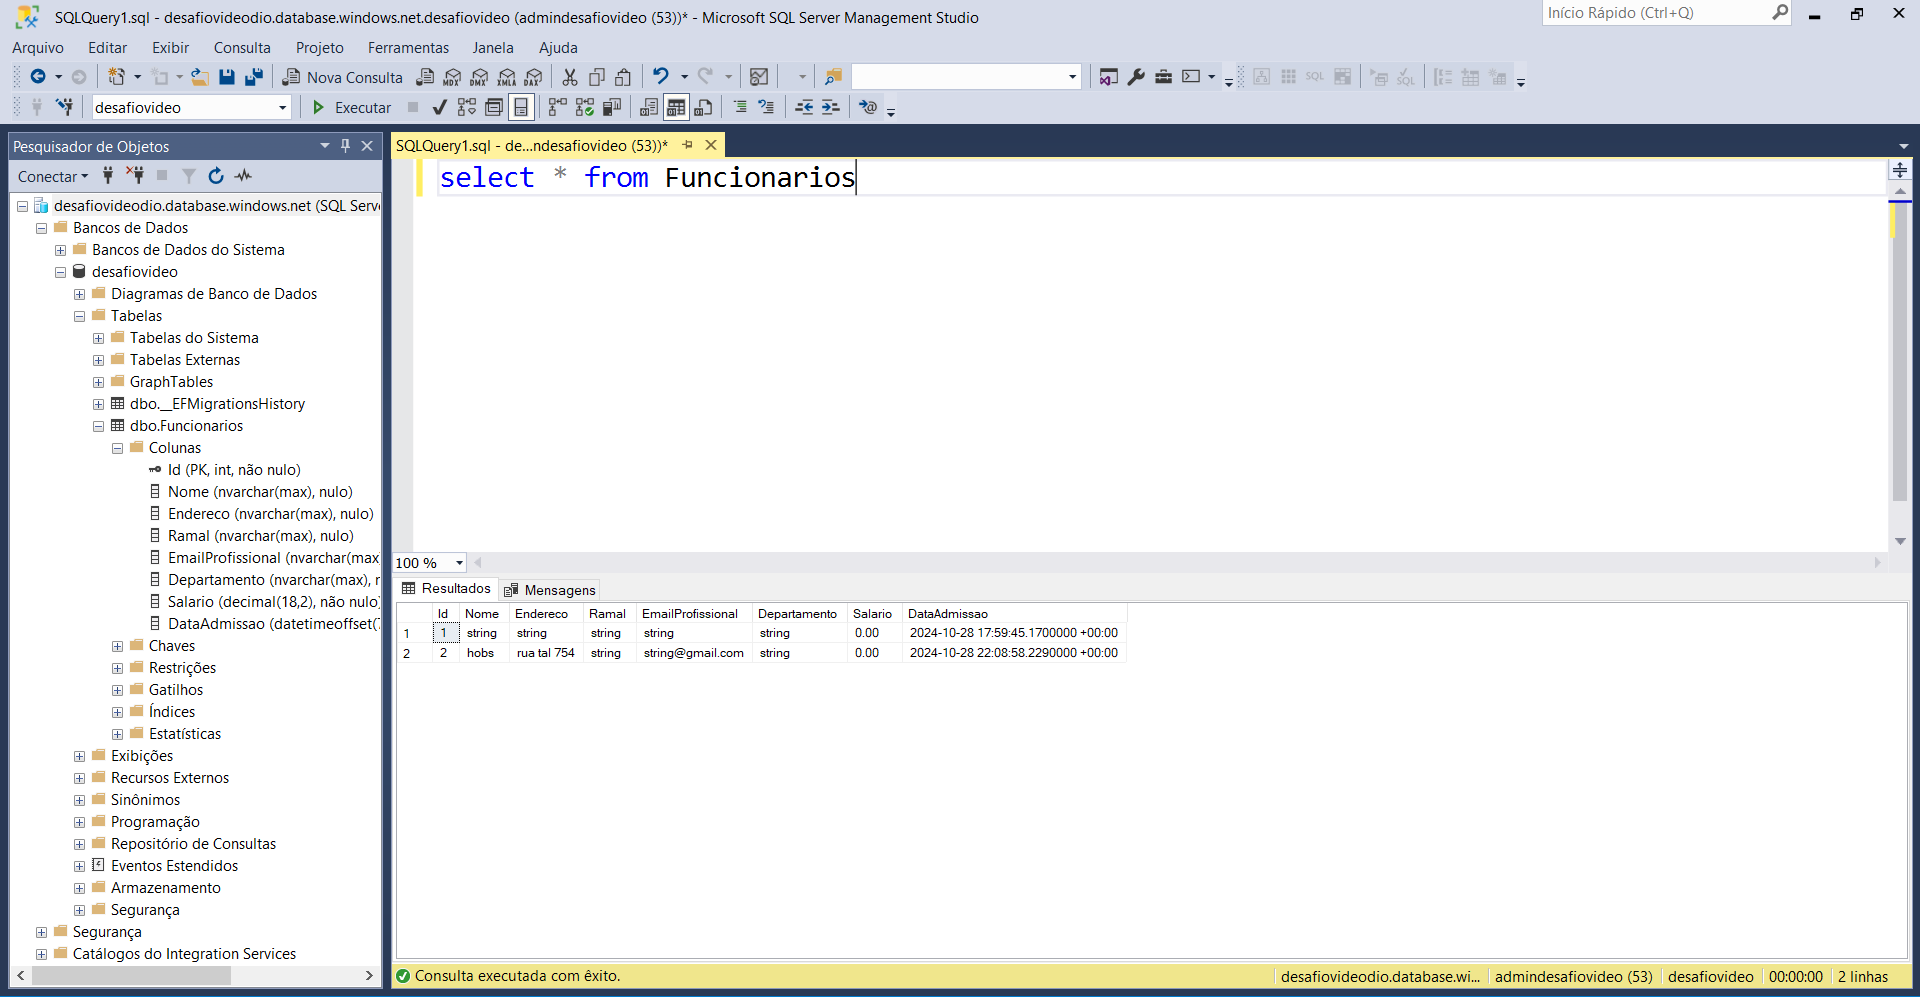 SQLQuery1.sql - desafiovideodio.database.windows.net.desafiovideo (admindesafiovideo (53))* - Microsoft SQL Server Management Studio
Início Rápido (Ctrl+Q)
Arquivo Editar Exibir Consulta Projeto Ferramentas Janela Ajuda
Nova Consulta MDX DMX XMLA DAX SQL SQL
desafiovideo Executar
Pesquisador de Objetos
Conectar
desafiovideodio.database.windows.net (SQL Serv
Bancos de Dados
Bancos de Dados do Sistema
desafiovideo
Diagramas de Banco de Dados
Tabelas
Tabelas do Sistema
Tabelas Externas
GraphTables
dbo.__EFMigrationsHistory
dbo.Funcionarios
Colunas
Id (PK, int, não nulo)
Nome (nvarchar(max), nulo)
Endereco (nvarchar(max), nulo)
Ramal (nvarchar(max), nulo)
EmailProfissional (nvarchar(max
Departamento (nvarchar(max), r
Salario (decimal(18,2), não nulo)
DataAdmissao (datetimeoffset(7
Chaves
Restrições
Gatilhos
Índices
Estatísticas
Exibições
Recursos Externos
Sinônimos
Programação
Repositório de Consultas
Eventos Estendidos
Armazenamento
Segurança
Segurança
Catálogos do Integration Services
SQLQuery1.sql - de...ndesafiovideo (53))*
select * from Funcionarios
100 %
Resultados Mensagens
Id Nome Endereco Ramal EmailProfissional Departamento Salario DataAdmissao
1 1 string string string string string 0.00 2024-10-28 17:59:45.1700000 +00:00
2 2 hobs rua tal 754 string string@gmail.com string 0.00 2024-10-28 22:08:58.2290000 +00:00
Consulta executada com êxito. desafiovideodio.database.wi... admindesafiovideo (53) desafiovideo 00:00:00 2 linhas